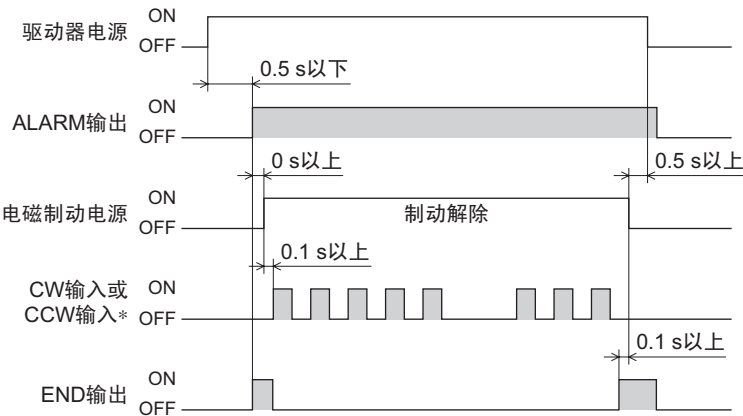 驱动器电源
ON
OFF
0.5 s以下
ALARM输出
ON
OFF
0 s以上
0.5 s以上
电磁制动电源
ON
OFF
制动解除
0.1 s以上
CW输入或
CCW输入*
ON
OFF
0.1 s以上
END输出
ON
OFF